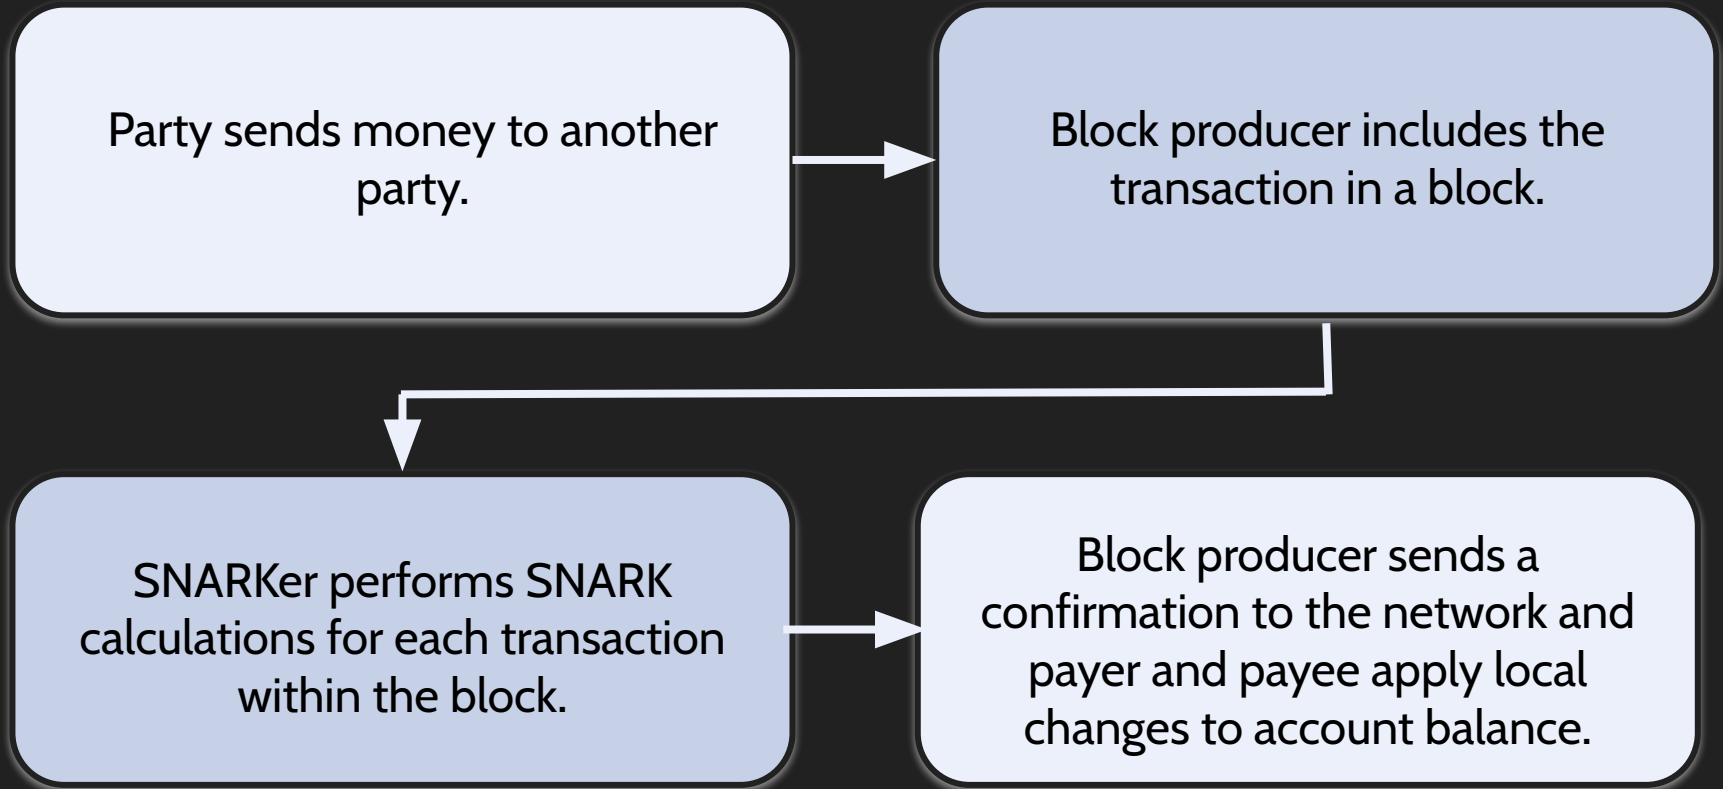 Party sends money to another
party.
Block producer includes the
transaction in a block.
SNARKer performs SNARK
calculations for each transaction
within the block.
Block producer sends a
confirmation to the network and
payer and payee apply local
changes to account balance.